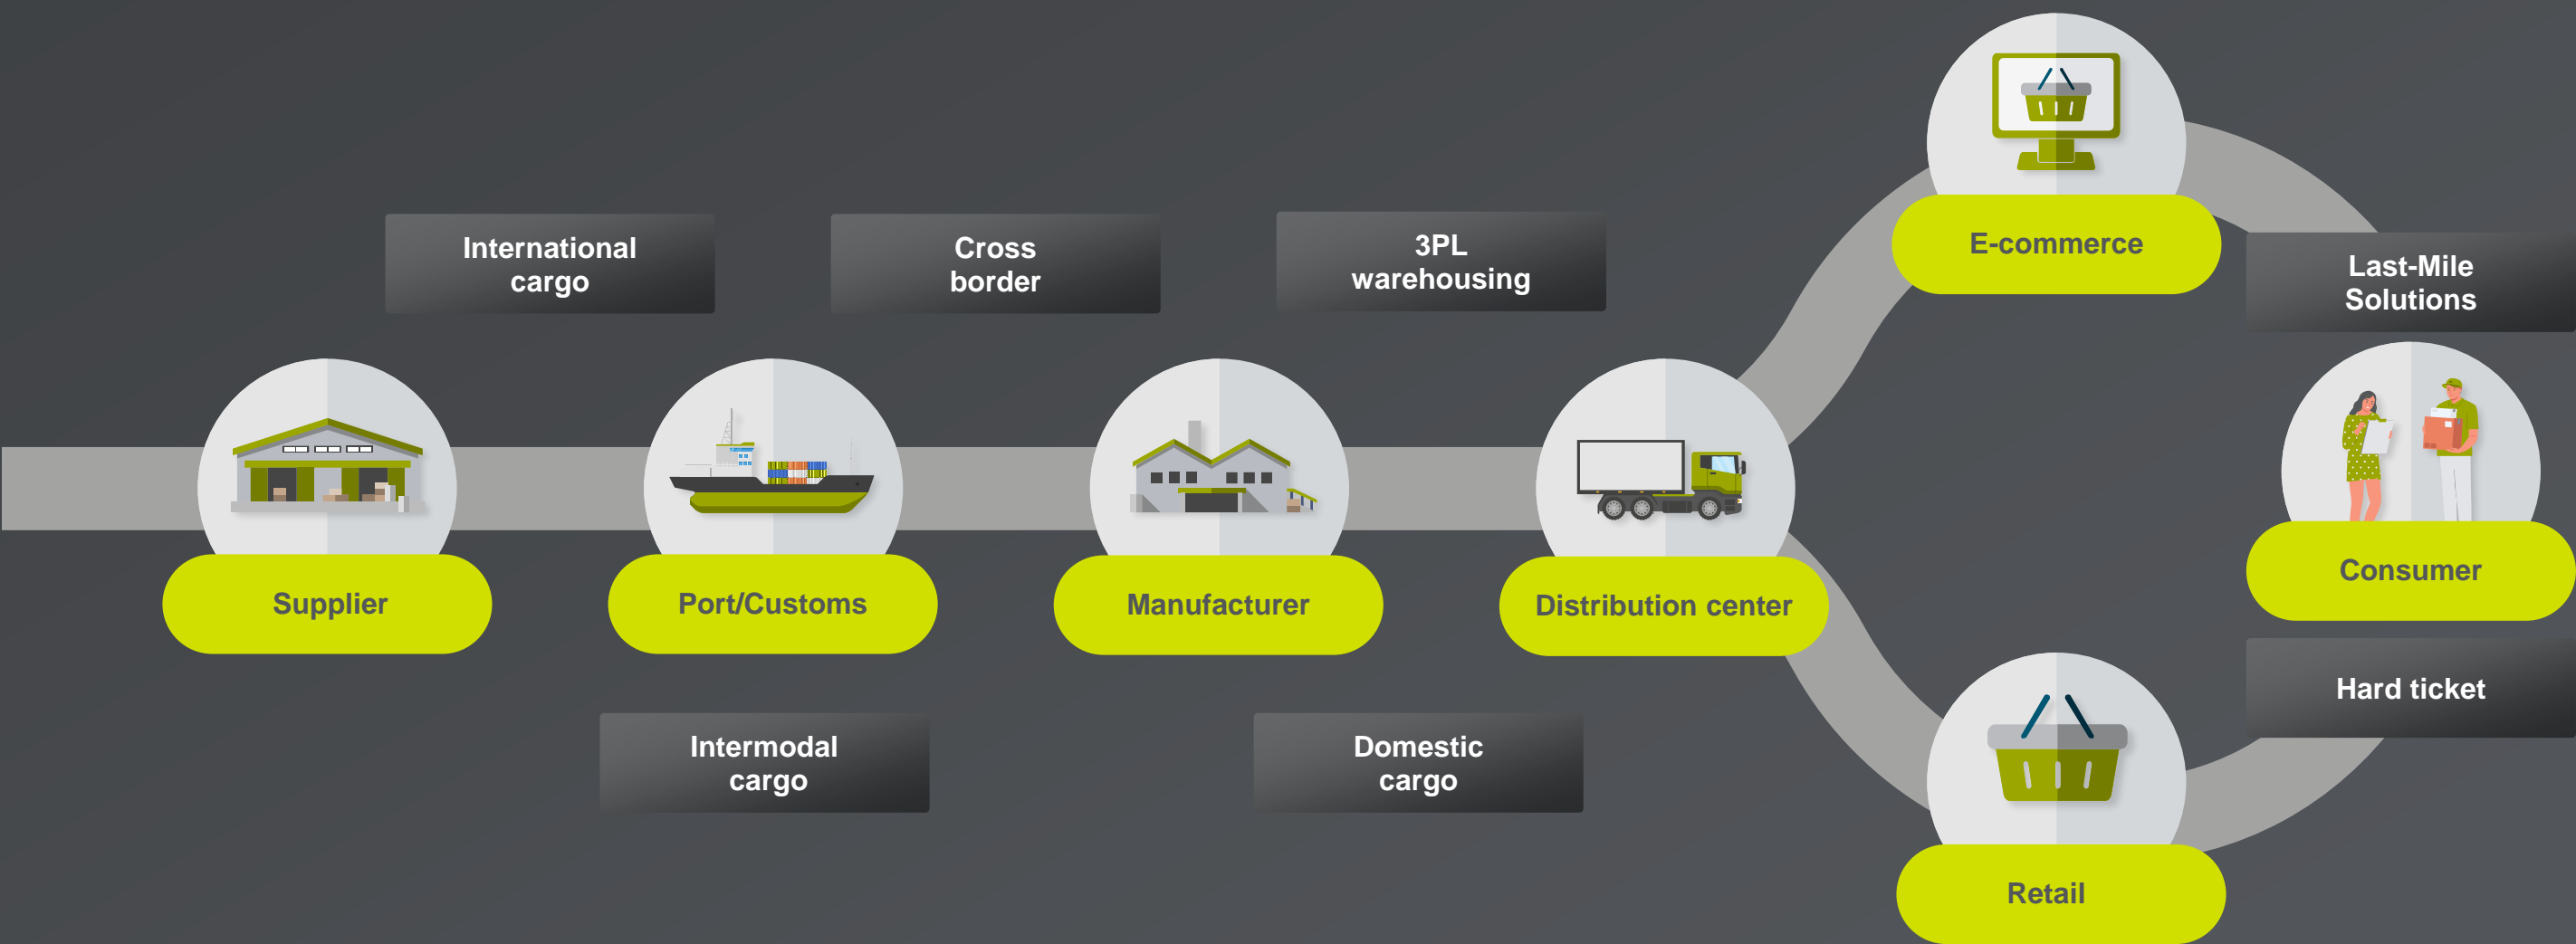 E-commerce
International
cargo
Cross
border
3PL
warehousing
Last-Mile
Solutions
Supplier
Port/Customs
Manufacturer
Distribution center
Consumer
Hard ticket
Intermodal
cargo
Domestic
cargo
Retail